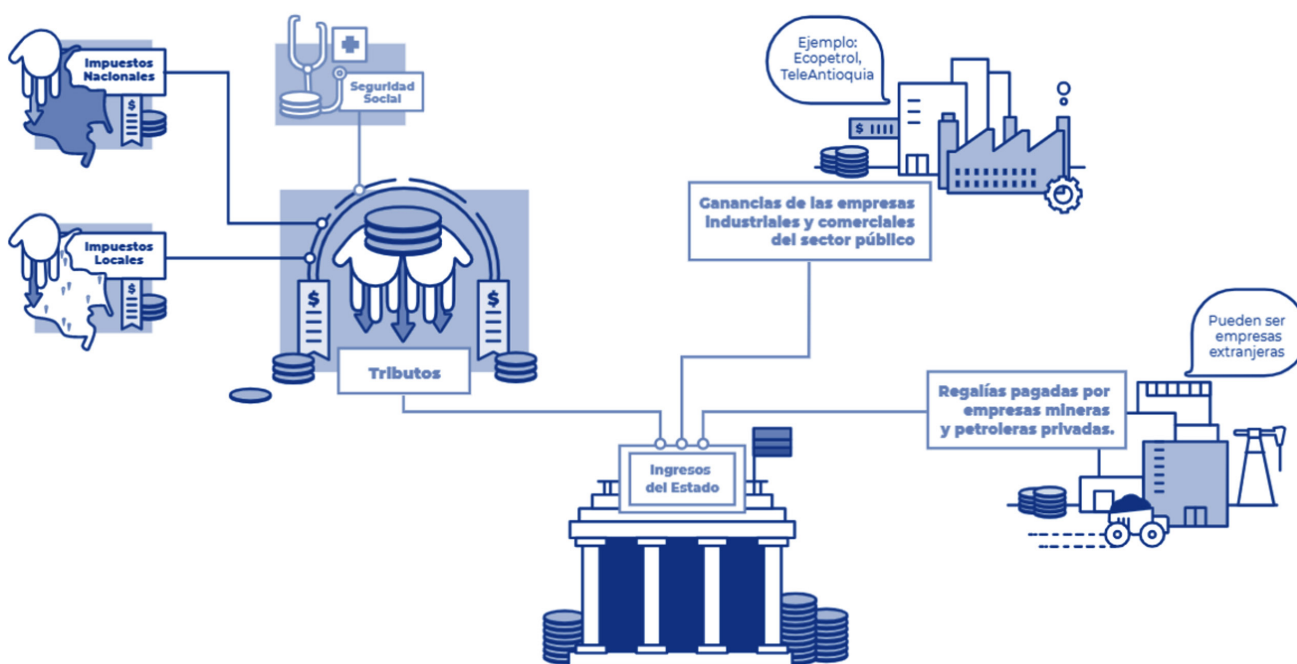 Impuestos
Nacionales
$
Seguridad
Social
Ejemplo:
Ecopetrol,
TeleAntioquia
$
Impuestos
Locales
$
Ganancias de las empresas
industriales y comerciales
del sector público
$
$
Tributos
Pueden ser
empresas
extranjeras
Regalías pagadas por
empresas mineras
y petroleras privadas.
Ingresos
del Estado